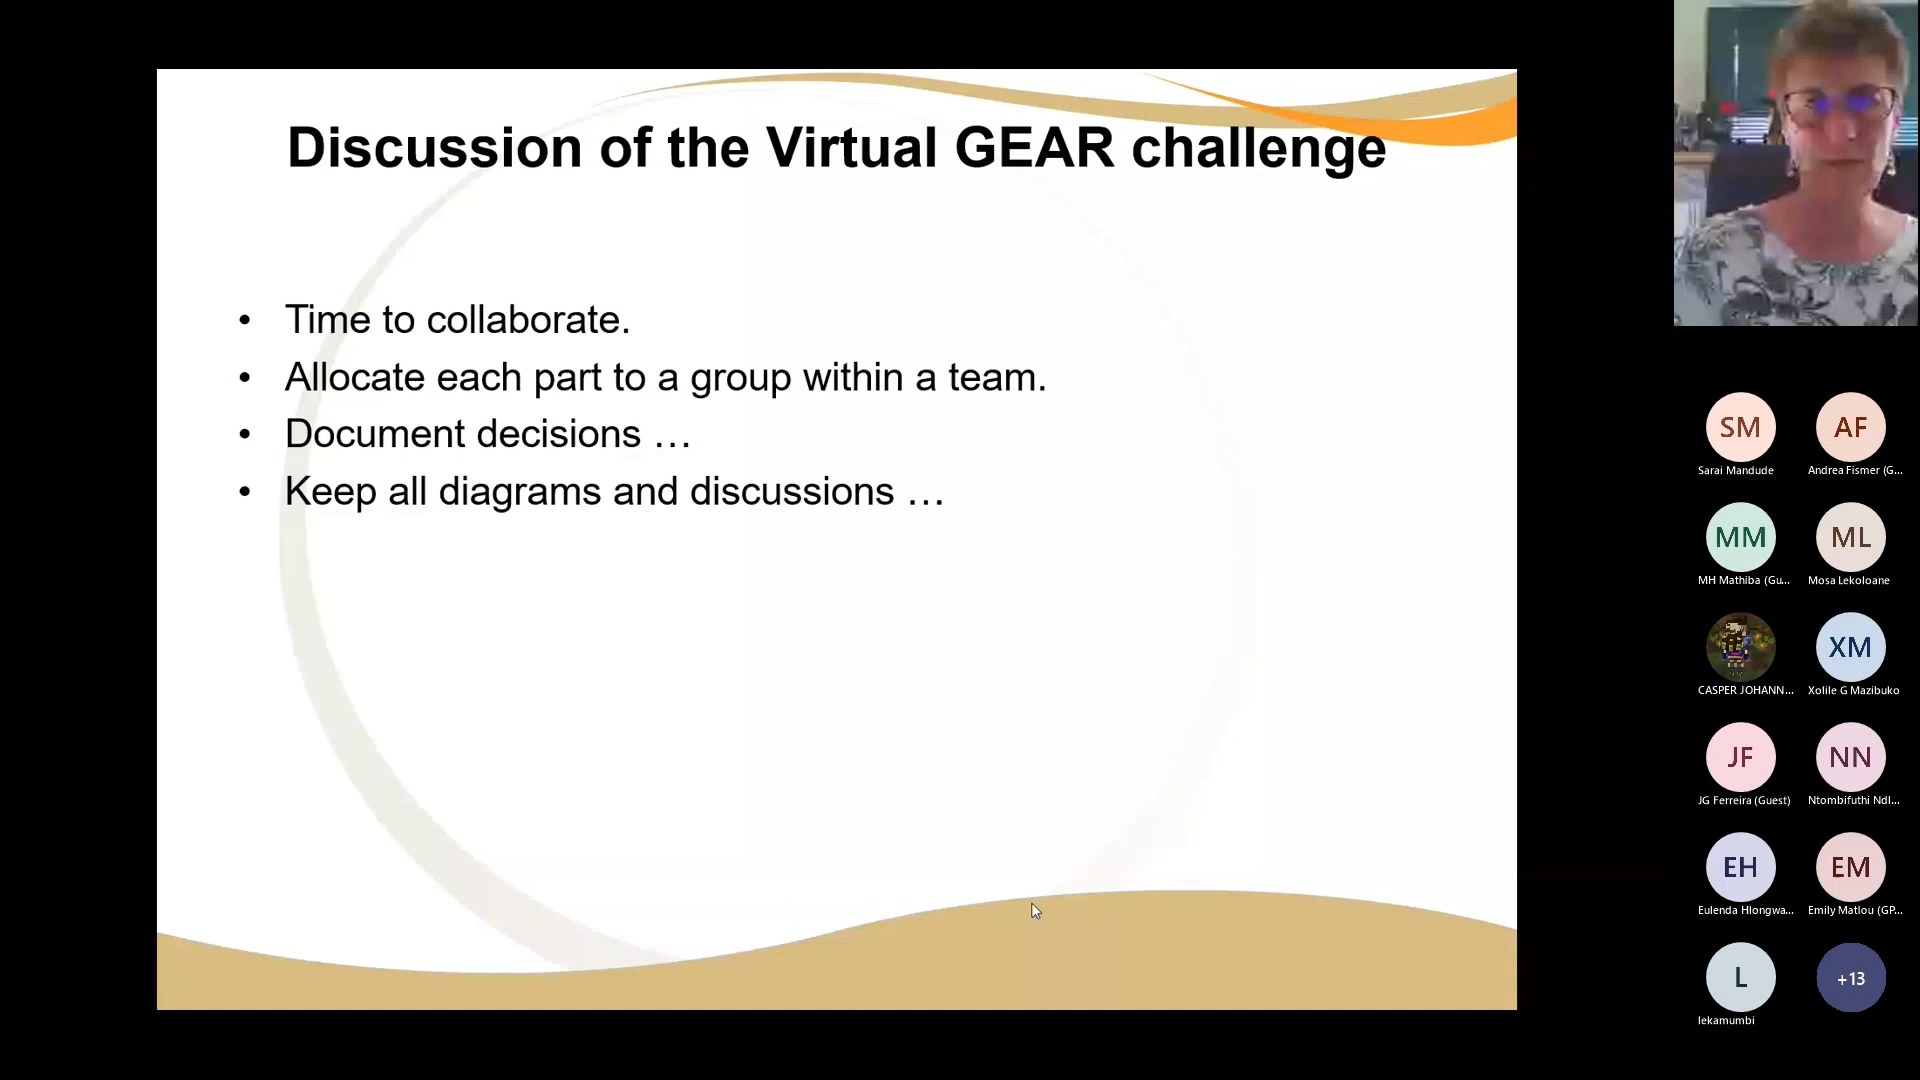 Discussion of the Virtual GEAR challenge
• Time to collaborate.
• Allocate each part to a group within a team.
• Document decisions …
• Keep all diagrams and discussions …
SM
AF
Sarai Mandude
Andrea Fismer (G...
MM
ML
MH Mathiba (Gu...
Mosa Lekoloane
XM
CASPER JOHANN...
Xolile G Mazibuko
JF
NN
JG Ferreira (Guest)
Ntombifuthi Ndl...
EH
EM
Eulenda Hlongwa...
Emily Matlou (GP...
L
+13
lekamumbi